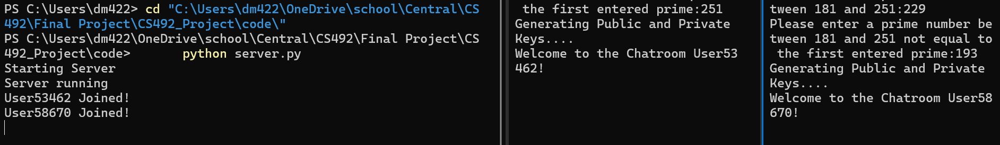 PS C:\Users\dm422> cd "C:\Users\dm422\OneDrive\school\Central\CS
492\Final Project\CS492_Project\code\"
PS C:\Users\dm422\OneDrive\school\Central\CS492\Final Project\CS
492_Project\code>       python server.py
Starting Server
Server running
User53462 Joined!
User58670 Joined!
 the first entered prime:251
Generating Public and Private
Keys....
Welcome to the Chatroom User53
462!
tween 181 and 251:229
Please enter a prime number be
tween 181 and 251 not equal to
 the first entered prime:193
Generating Public and Private
Keys....
Welcome to the Chatroom User58
670!